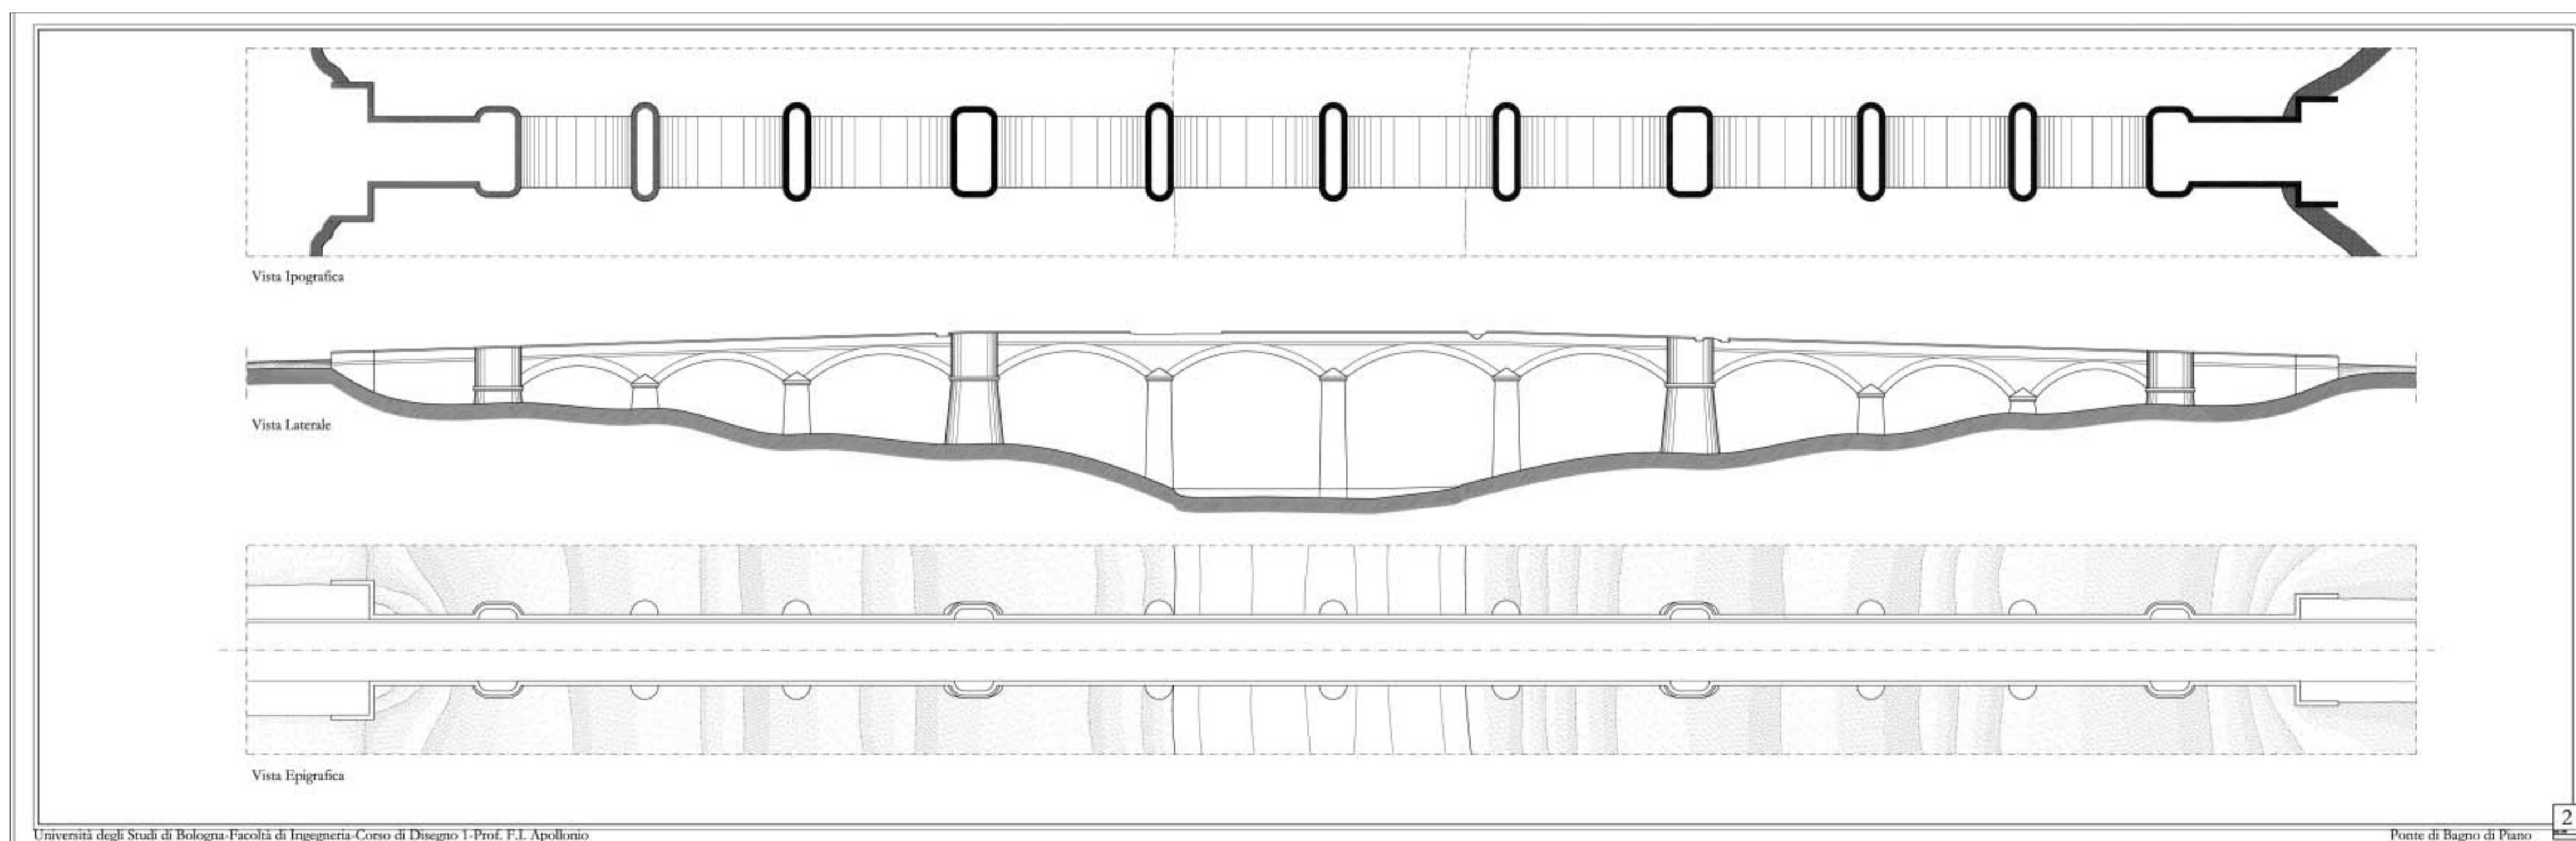 Vista Ipografica
Vista Laterale
Vista Epigrafica
2
Università degli Studi di Bologna-Facoltà di Ingegneria-Corso di Disegno 1-Prof. F.I. Apollonio
Ponte di Bagno di Piano